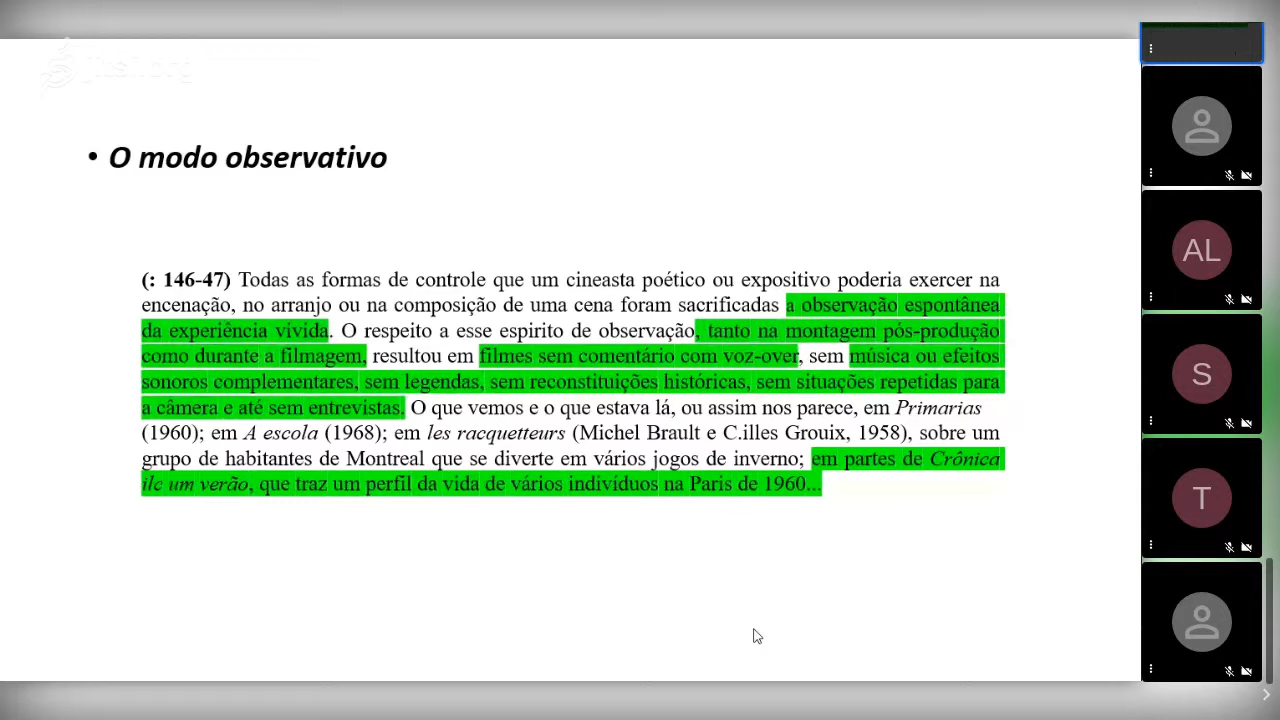 jitsi.org
• O modo observativo
(: 146-47) Todas as formas de controle que um cineasta poético ou expositivo poderia exercer na
encenação, no arranjo ou na composição de uma cena foram sacrificadas a observação espontânea
da experiência vivida. O respeito a esse espirito de observação, tanto na montagem pós-produção
como durante a filmagem, resultou em filmes sem comentário com voz-over, sem música ou efeitos
sonoros complementares, sem legendas, sem reconstituições históricas, sem situações repetidas para
a câmera e até sem entrevistas. O que vemos e o que estava lá, ou assim nos parece, em Primarias
(1960); em A escola (1968); em les racquetteurs (Michel Brault e C.illes Grouix, 1958), sobre um
grupo de habitantes de Montreal que se diverte em vários jogos de inverno; em partes de Crônica
ilc um verão, que traz um perfil da vida de vários indivíduos na Paris de 1960...
AL
S
T